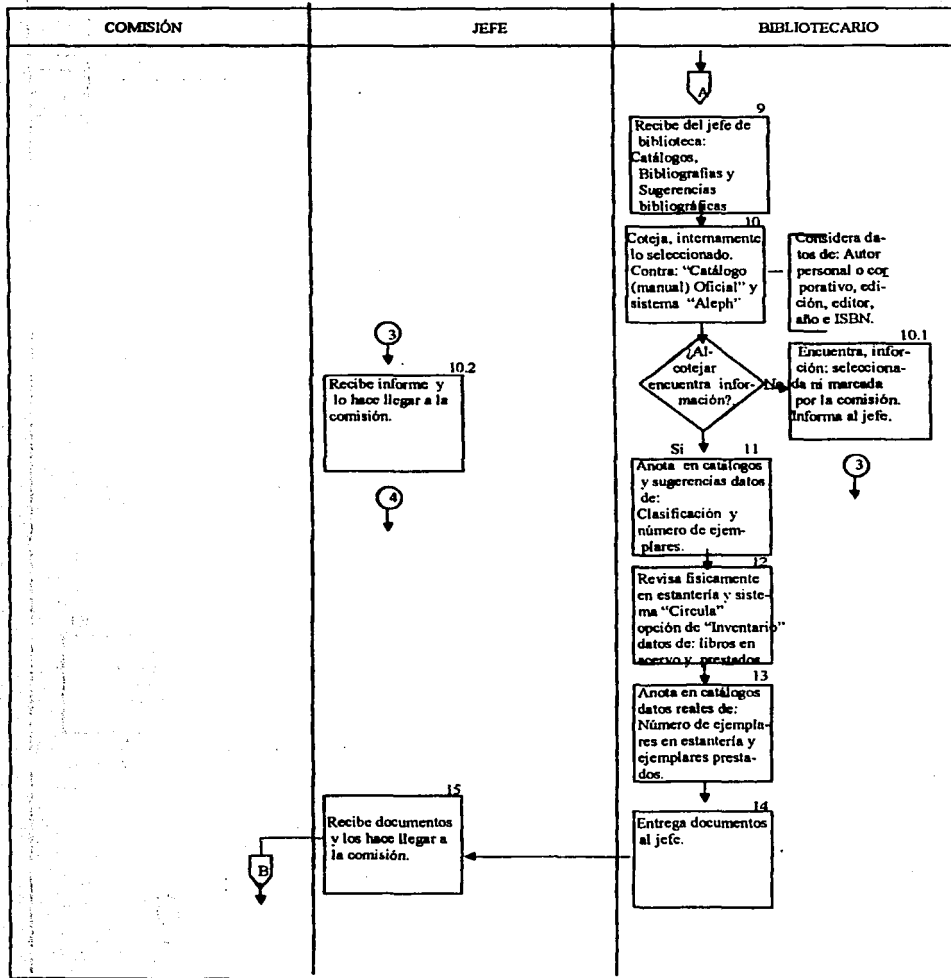 COMISIÓN
JEFE
BIBLIOTECARIO
A
9
Recibe del jefe de
biblioteca:
Catálogos,
Bibliografias y
Sugerencias
bibliográficas
10
Coteja, internamente
lo seleccionado.
Contra: “Catálogo
(manual) Oficial” y
sistema “Aleph”
Considera da-
tos de: Autor
personal o cor
porativo, edi-
ción, editor,
año e ISBN.
¿Al-
cotejar
encuentra infor-
mación?
No
10.1
Encuentra, infor-
ción: selecciona-
da ni marcada
por la comisión.
Informa al jefe.
3
3
10.2
Recibe informe y
lo hace llegar a la
comisión.
4
Si
11
Anota en catálogos
y sugerencias datos
de:
Clasificación y
número de ejem-
plares.
12
Revisa fisicamente
en estantería y siste-
ma “Circula”
opción de “Inventario”
datos de: libros en
acervo y prestados
13
Anota en catálogos
datos reales de:
Número de ejempla-
res en estantería y
ejemplares presta-
dos.
14
Entrega documentos
al jefe.
15
Recibe documentos
y los hace llegar a
la comisión.
B